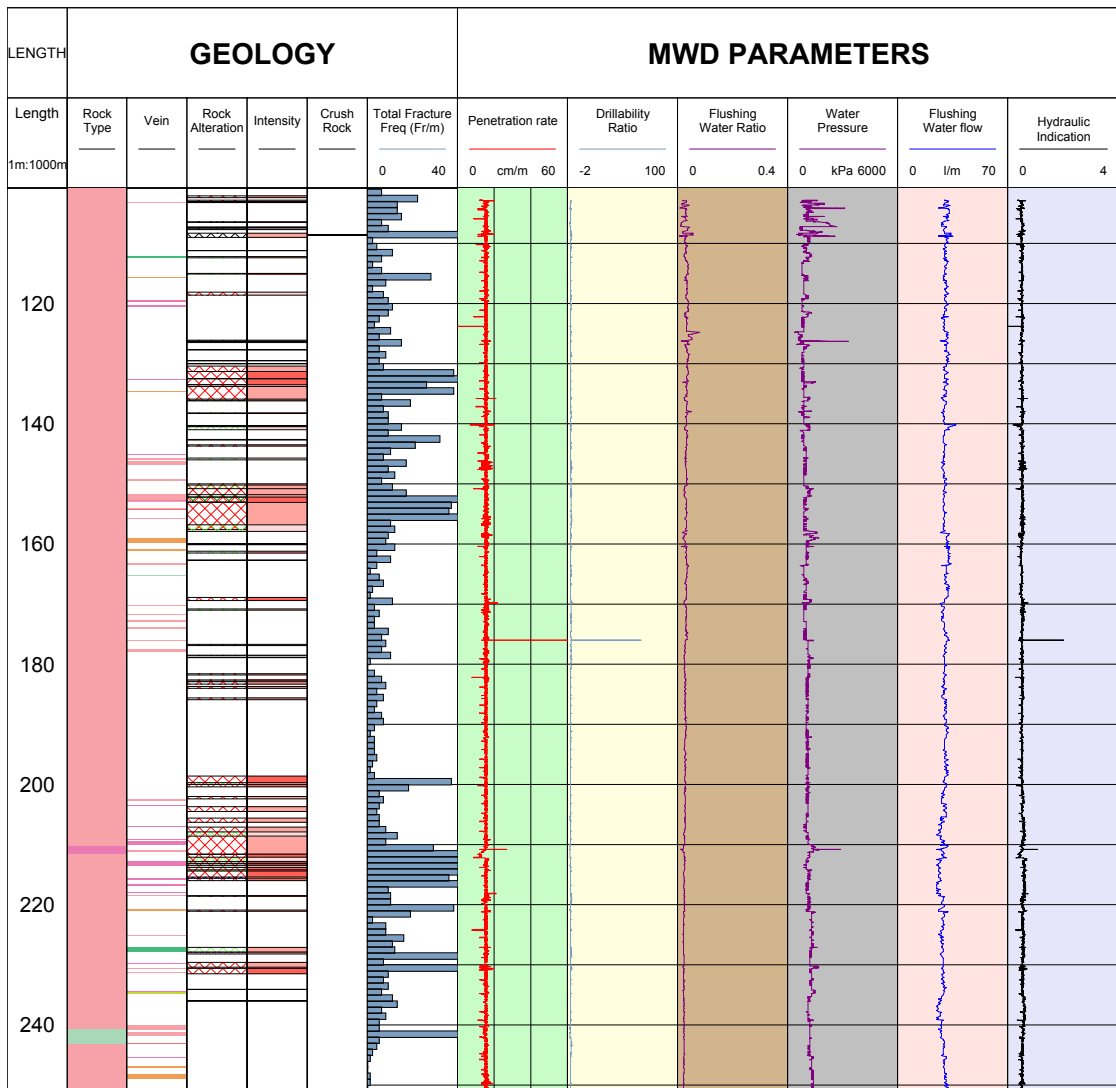 LENGTH GEOLOGY MWD PARAMETERS
Length
1m:1000m
Rock
Type
Vein
Rock
Alteration
Intensity
Crush
Rock
Total Fracture
Freq (Fr/m)
0 40
Penetration rate
0 cm/m 60
Drillability
Ratio
-2 100
Flushing
Water Ratio
0 0.4
Water
Pressure
0 kPa 6000
Flushing
Water flow
0 l/m 70
Hydraulic
Indication
0 4
120
140
160
180
200
220
240